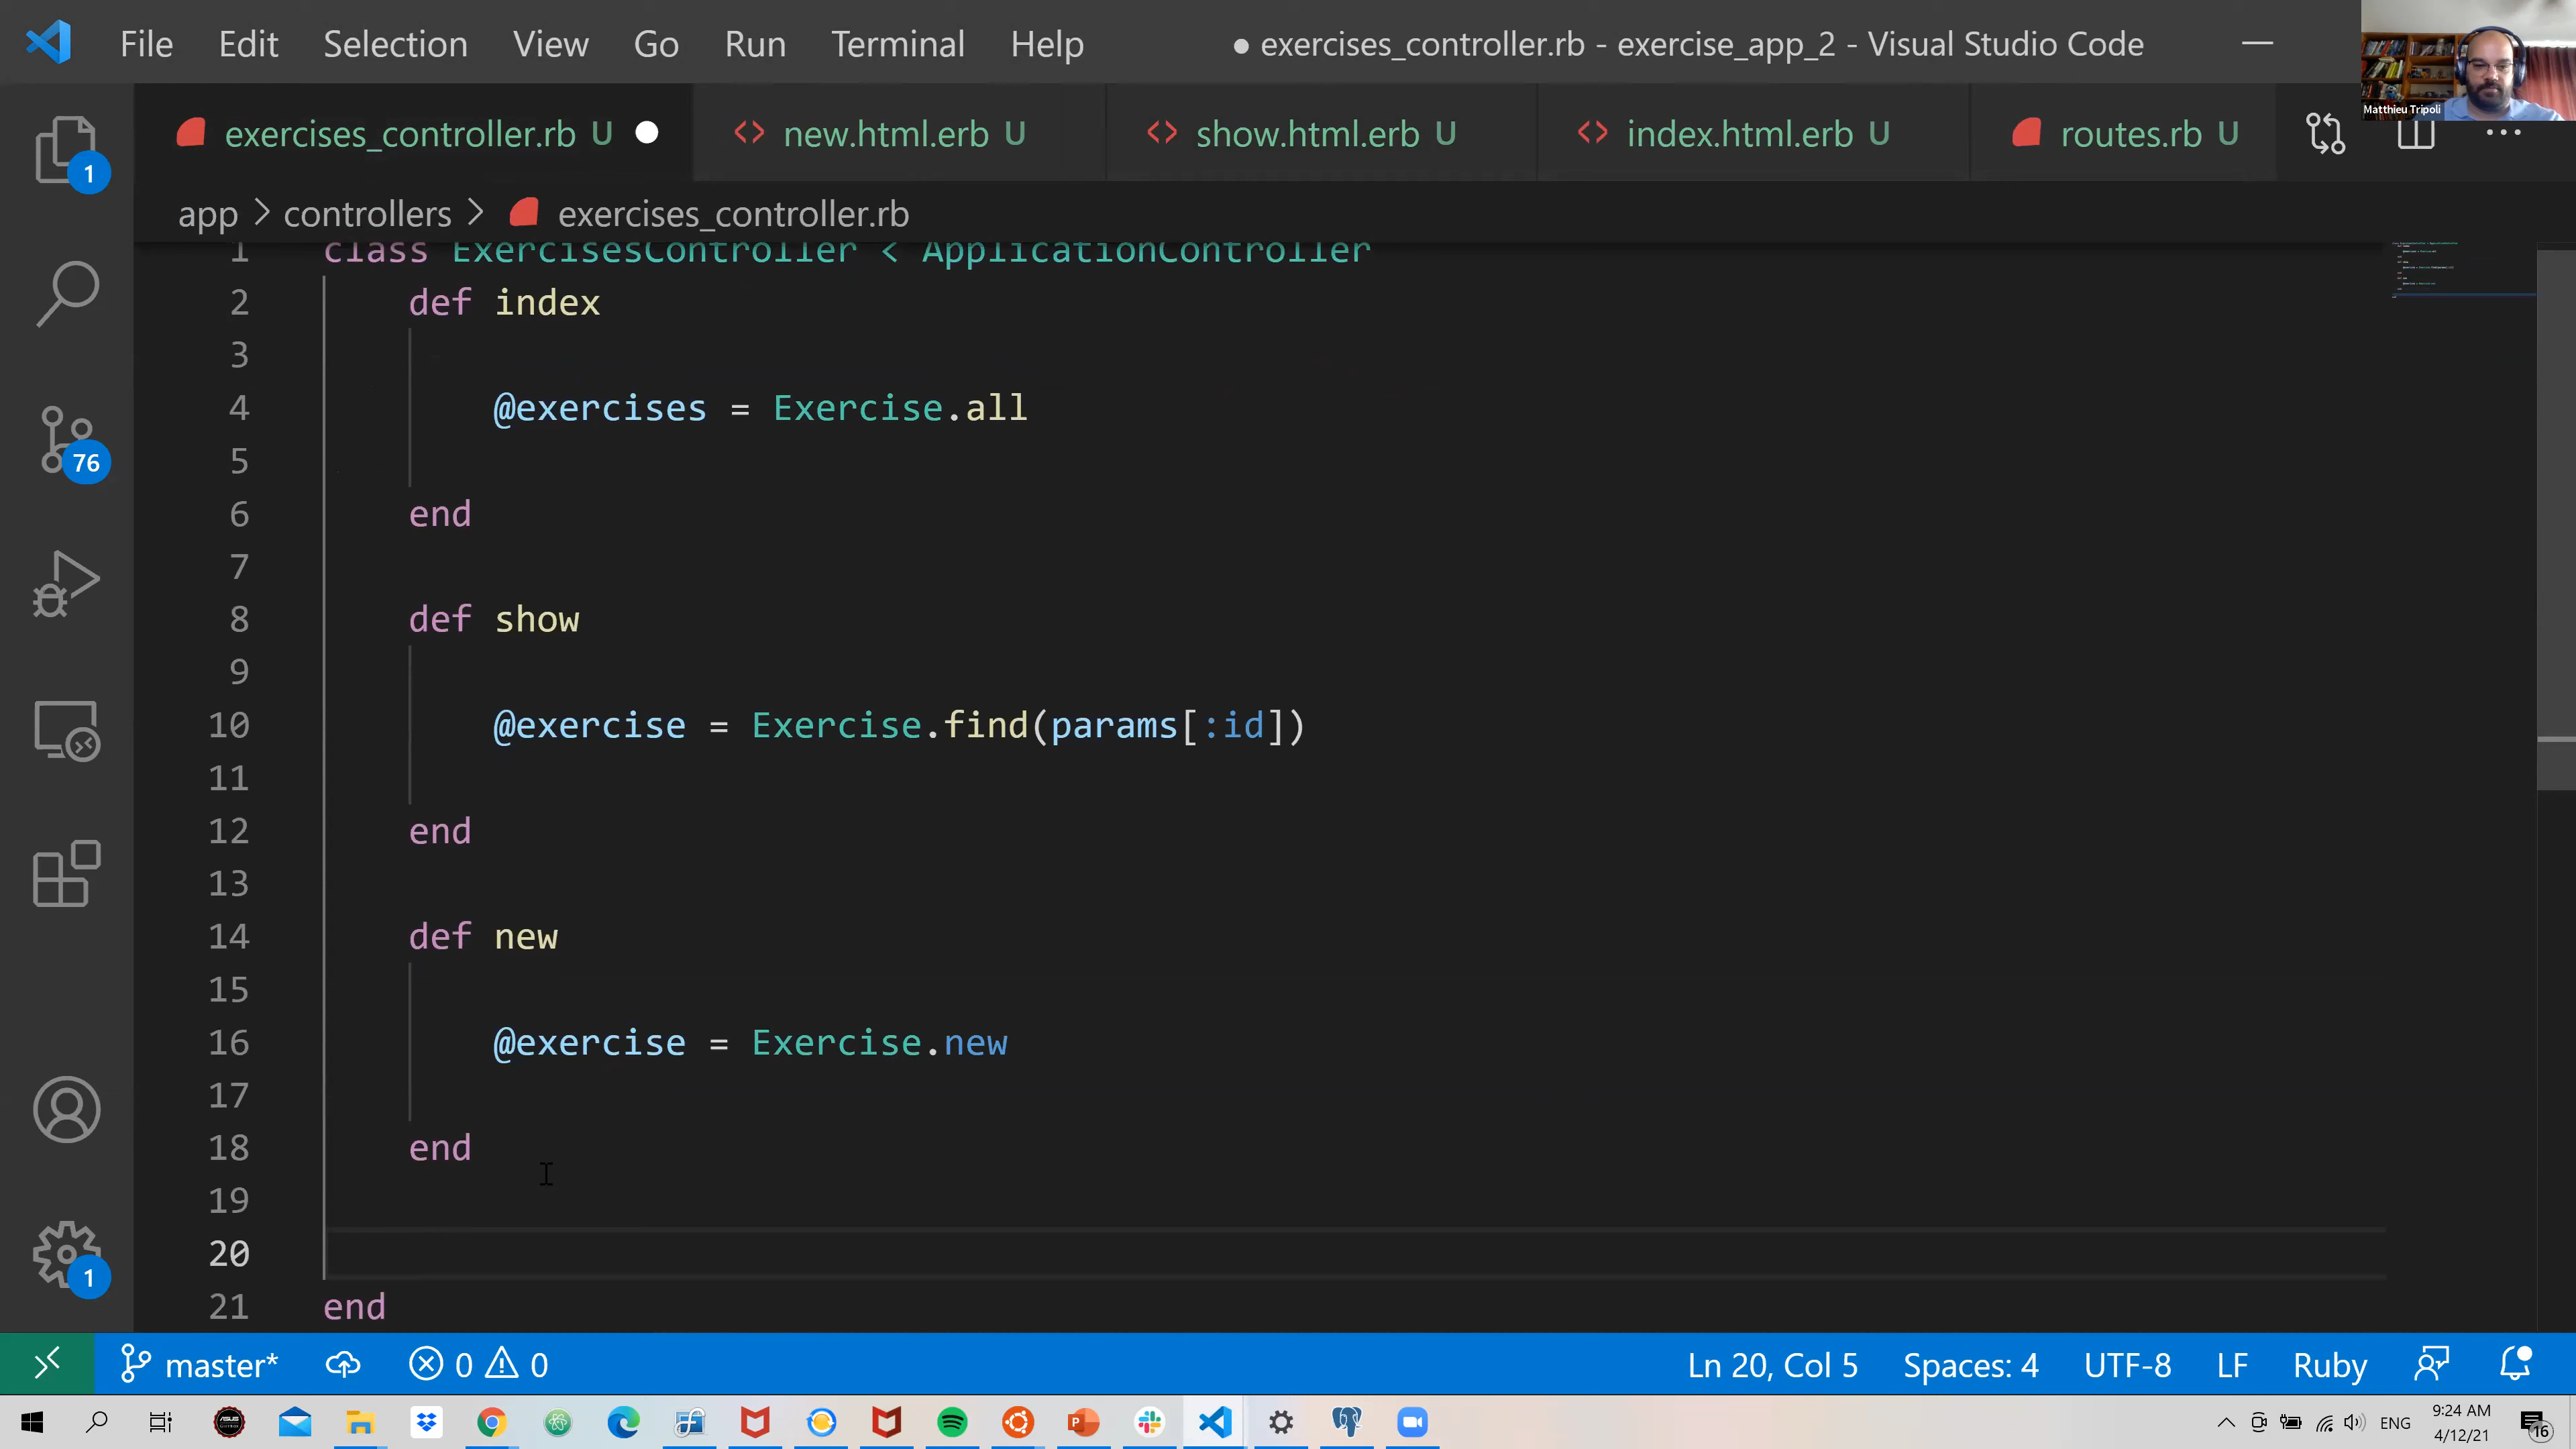 File Edit Selection View Go Run Terminal Help ● exercises_controller.rb - exercise_app_2 - Visual Studio Code
Matthieu Tripoli
exercises_controller.rb U new.html.erb U show.html.erb U index.html.erb U routes.rb U
app > controllers > exercises_controller.rb
1 class ExercisesController < ApplicationController
2 def index
3
4 @exercises = Exercise.all
5
6 end
7
8 def show
9
10 @exercise = Exercise.find(params[:id])
11
12 end
13
14 def new
15
16 @exercise = Exercise.new
17
18 end
19
20
21 end
1
76
1
master* 0 0 Ln 20, Col 5 Spaces: 4 UTF-8 LF Ruby
ENG 9:24 AM
4/12/21
16